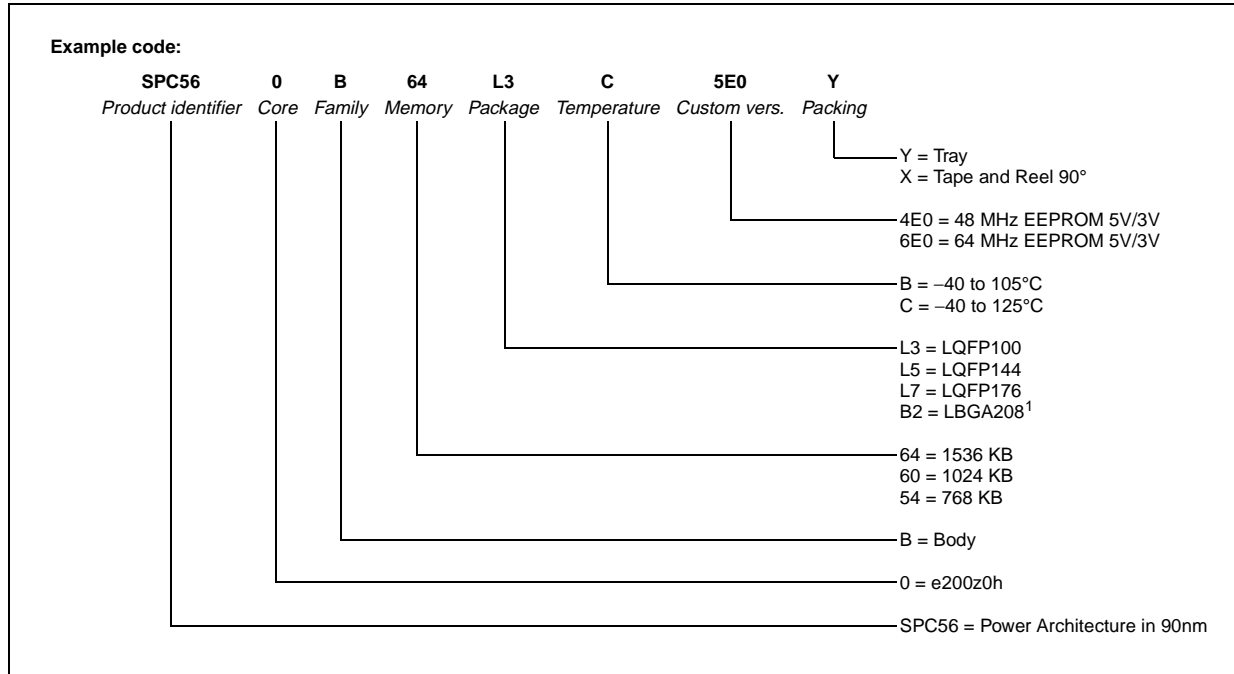 Example code:
SPC56 0 B 64 L3 C 5E0 Y
Product identifier Core Family Memory Package Temperature Custom vers. Packing
Y = Tray
X = Tape and Reel 90°
4E0 = 48 MHz EEPROM 5V/3V
6E0 = 64 MHz EEPROM 5V/3V
B = −40 to 105°C
C = −40 to 125°C
L3 = LQFP100
L5 = LQFP144
L7 = LQFP176
B2 = LBGA208¹
64 = 1536 KB
60 = 1024 KB
54 = 768 KB
B = Body
0 = e200z0h
SPC56 = Power Architecture in 90nm